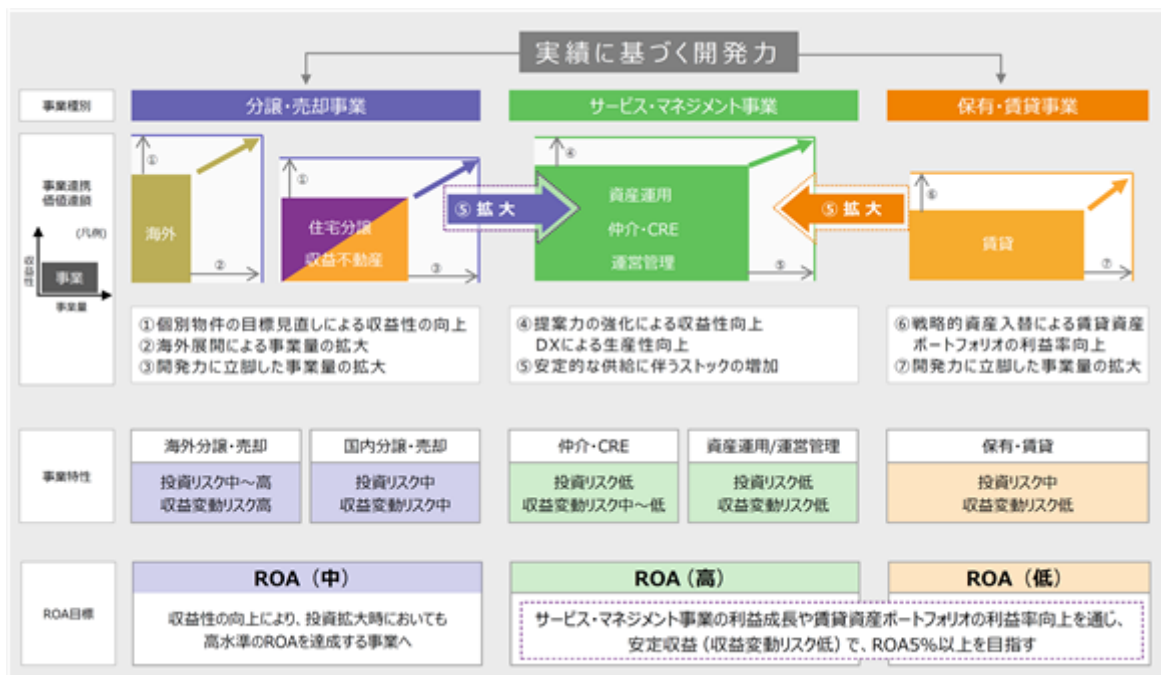 実績に基づく開発力
事業種別
分譲・売却事業
サービス・マネジメント事業
保有・賃貸事業
事業連携
価値連鎖
(凡例)
収益性
事業
事業量
①
海外
②
①
住宅分譲
収益不動産
③
⑤ 拡大
④
資産運用
仲介・CRE
運営管理
⑤
⑤ 拡大
⑥
賃貸
⑦
①個別物件の目標見直しによる収益性の向上
②海外展開による事業量の拡大
③開発力に立脚した事業量の拡大
④提案力の強化による収益性向上
DXによる生産性向上
⑤安定的な供給に伴うストックの増加
⑥戦略的資産入替による賃貸資産
ポートフォリオの利益率向上
⑦開発力に立脚した事業量の拡大
事業特性
海外分譲・売却
投資リスク中～高
収益変動リスク高
国内分譲・売却
投資リスク中
収益変動リスク中
仲介・CRE
投資リスク低
収益変動リスク中～低
資産運用/運営管理
投資リスク低
収益変動リスク低
保有・賃貸
投資リスク中
収益変動リスク低
ROA目標
ROA（中）
収益性の向上により、投資拡大時においても
高水準のROAを達成する事業へ
ROA（高）
ROA（低）
サービス・マネジメント事業の利益成長や賃貸資産ポートフォリオの利益率向上を通じ、
安定収益（収益変動リスク低）で、ROA5%以上を目指す